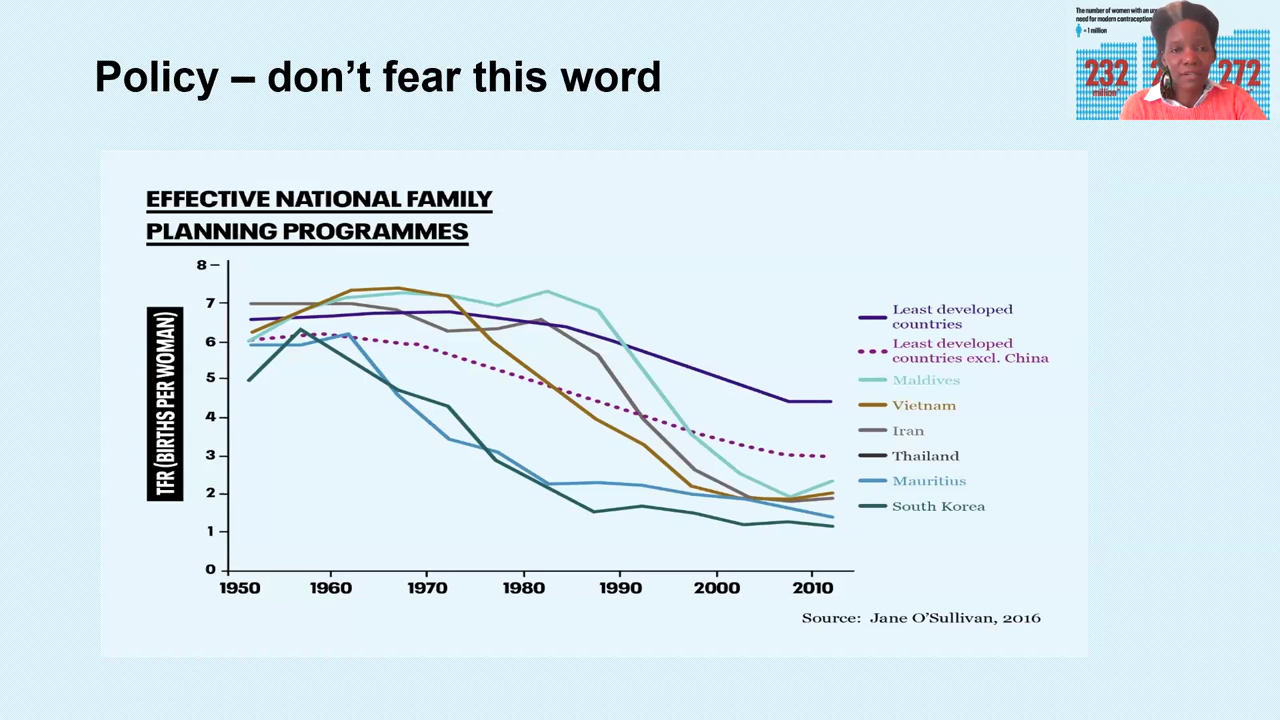 Policy – don’t fear this word
The number of women with an
need for modern contraception
= 1 million
232
million
272
EFFECTIVE NATIONAL FAMILY
PLANNING PROGRAMMES
TFR (BIRTHS PER WOMAN)
8
7
6
5
4
3
2
1
0
1950 1960 1970 1980 1990 2000 2010
Least developed
countries
Least developed
countries excl. China
Maldives
Vietnam
Iran
Thailand
Mauritius
South Korea
Source: Jane O’Sullivan, 2016